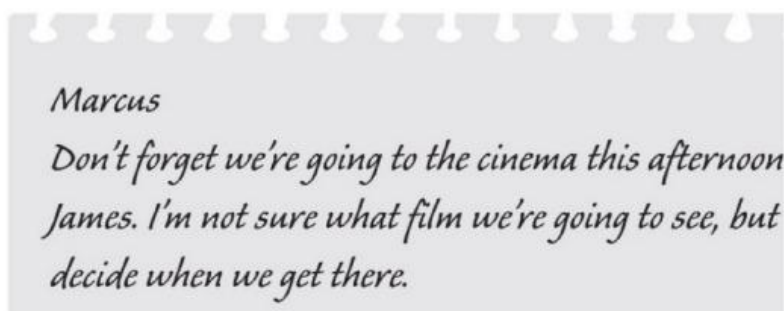 Marcus
Don't forget we're going to the cinema this afternoon
James. I'm not sure what film we're going to see, but
decide when we get there.